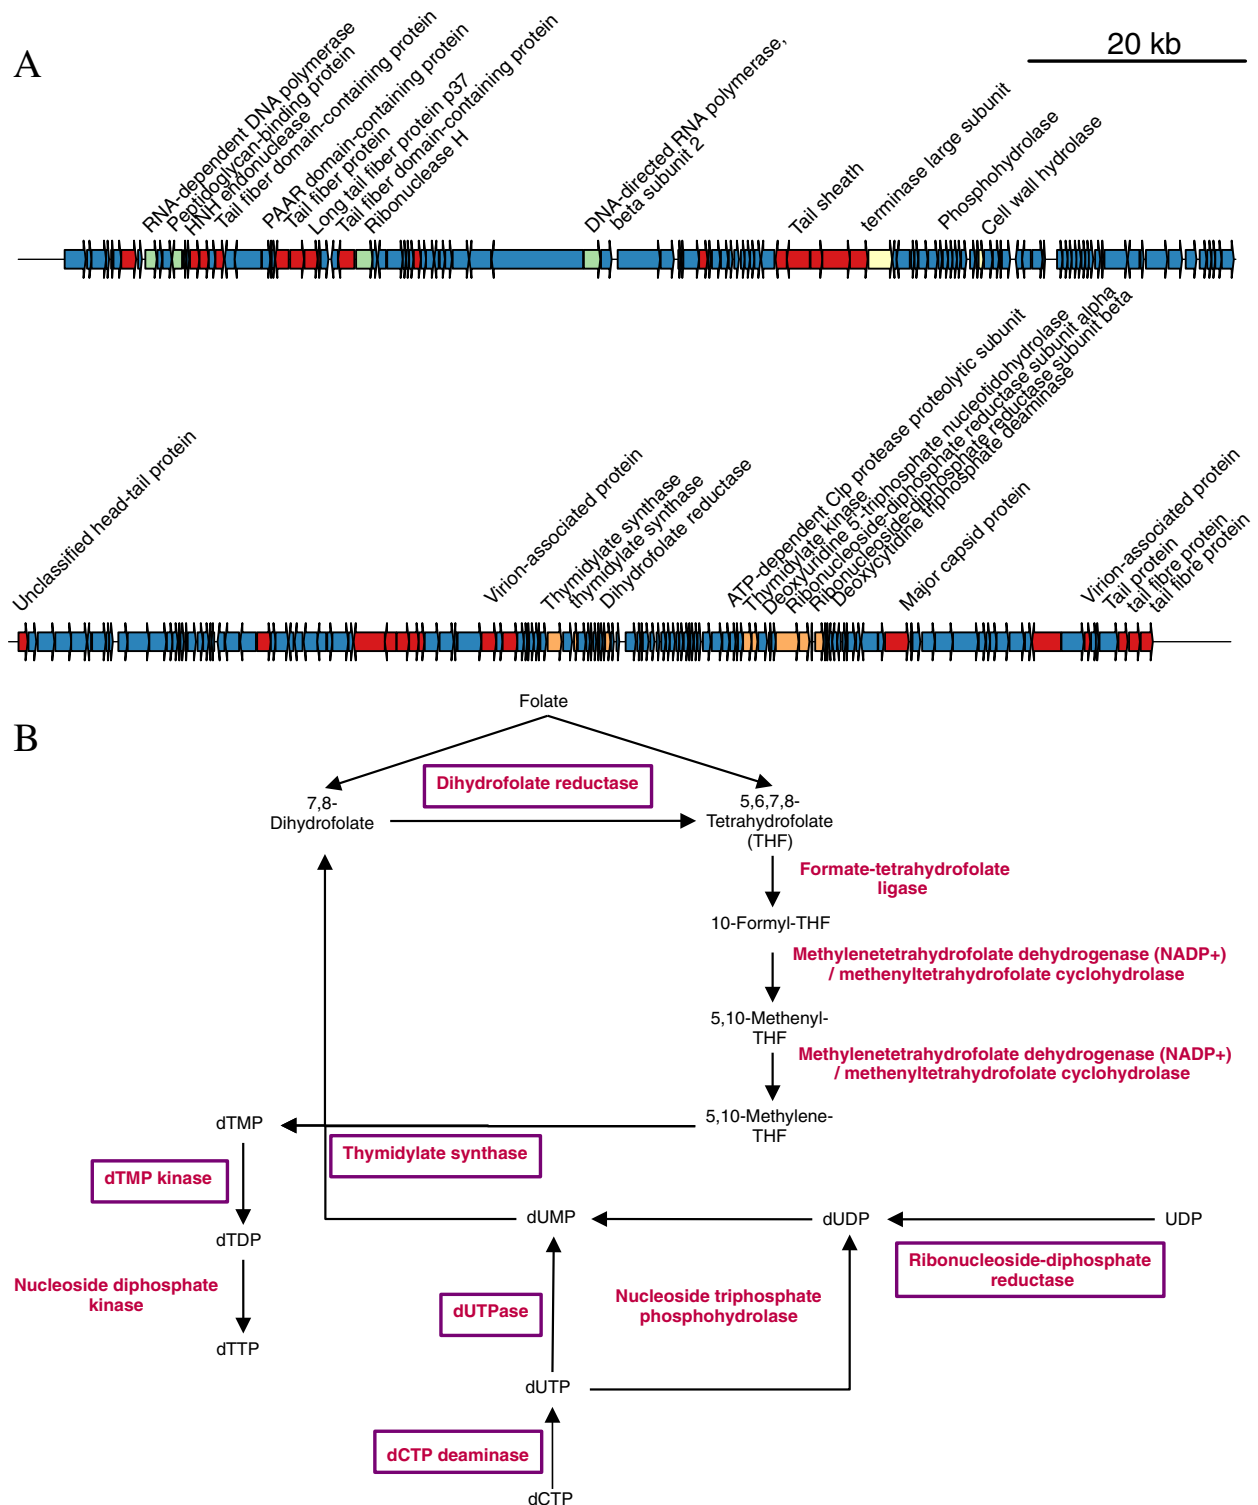 A
20 kb
RNA-dependent DNA polymerase
Peptidoglycan-binding protein
HNH endonuclease
Tail fiber domain-containing protein
PAAR domain-containing protein
Tail fiber protein
Long tail fiber protein p37
Tail fiber domain-containing protein
Ribonuclease H
DNA-directed RNA polymerase,
beta subunit 2
Tail sheath
terminase large subunit
Phosphohydrolase
Cell wall hydrolase
Unclassified head-tail protein
Virion-associated protein
Thymidylate synthase
thymidylate synthase
Dihydrofolate reductase
ATP-dependent Clp protease proteolytic subunit
Thymidylate kinase
Deoxyuridine 5'-triphosphate nucleotidohydrolase
Ribonucleoside-diphosphate reductase subunit alpha
Ribonucleoside-diphosphate reductase subunit beta
Deoxycytidine triphosphate deaminase
Major capsid protein
Virion-associated protein
Tail protein
tail fibre protein
tail fibre protein
B
Folate
Dihydrofolate reductase
7,8-
Dihydrofolate
5,6,7,8-
Tetrahydrofolate
(THF)
Formate-tetrahydrofolate
ligase
10-Formyl-THF
Methylenetetrahydrofolate dehydrogenase (NADP+)
/ methenyltetrahydrofolate cyclohydrolase
5,10-Methenyl-
THF
Methylenetetrahydrofolate dehydrogenase (NADP+)
/ methenyltetrahydrofolate cyclohydrolase
5,10-Methylene-
THF
dTMP
Thymidylate synthase
dTMP kinase
dUMP
dUDP
UDP
dTDP
Ribonucleoside-diphosphate
reductase
Nucleoside diphosphate
kinase
dUTPase
Nucleoside triphosphate
phosphohydrolase
dTTP
dUTP
dCTP deaminase
dCTP